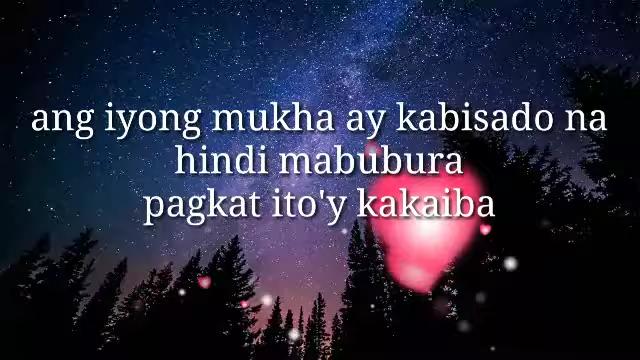 ang iyong mukha ay kabisado na
hindi mabubura
pagkat ito'y kakaiba